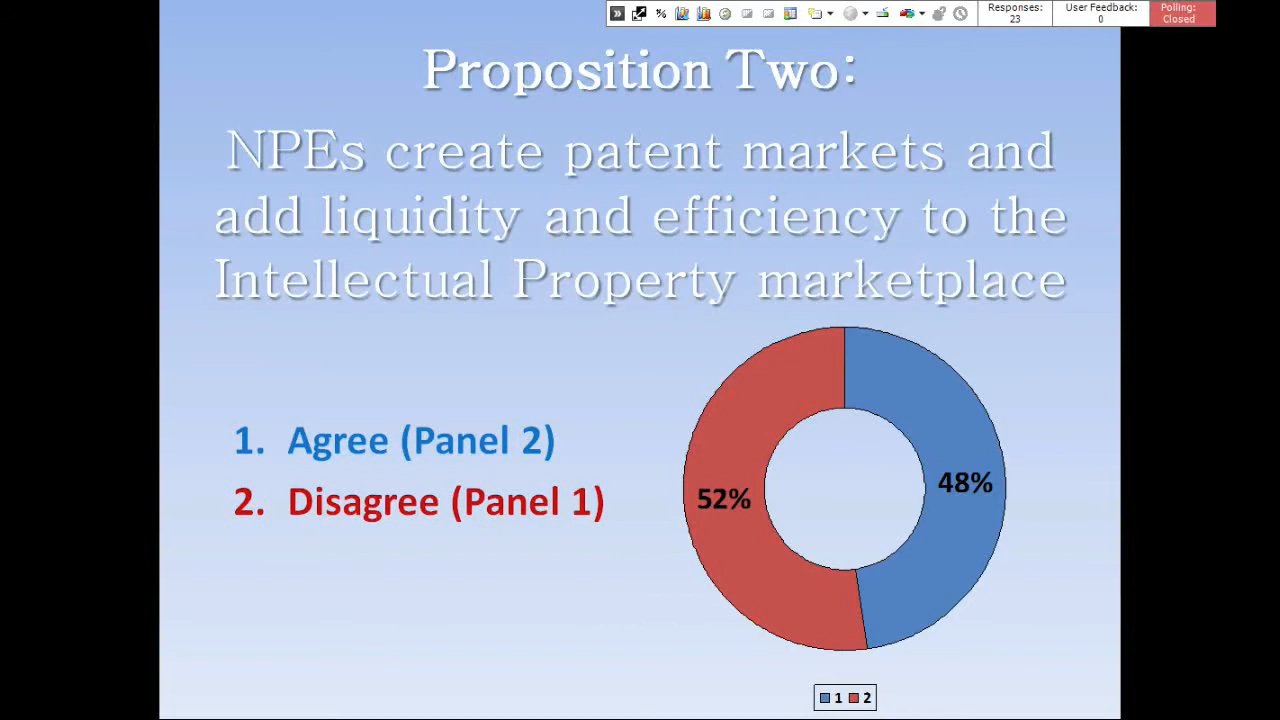 Responses:
23
User Feedback:
0
Polling:
Closed
Proposition Two:
NPEs create patent markets and
add liquidity and efficiency to the
Intellectual Property marketplace
1. Agree (Panel 2)
2. Disagree (Panel 1)
52%
48%
1 2